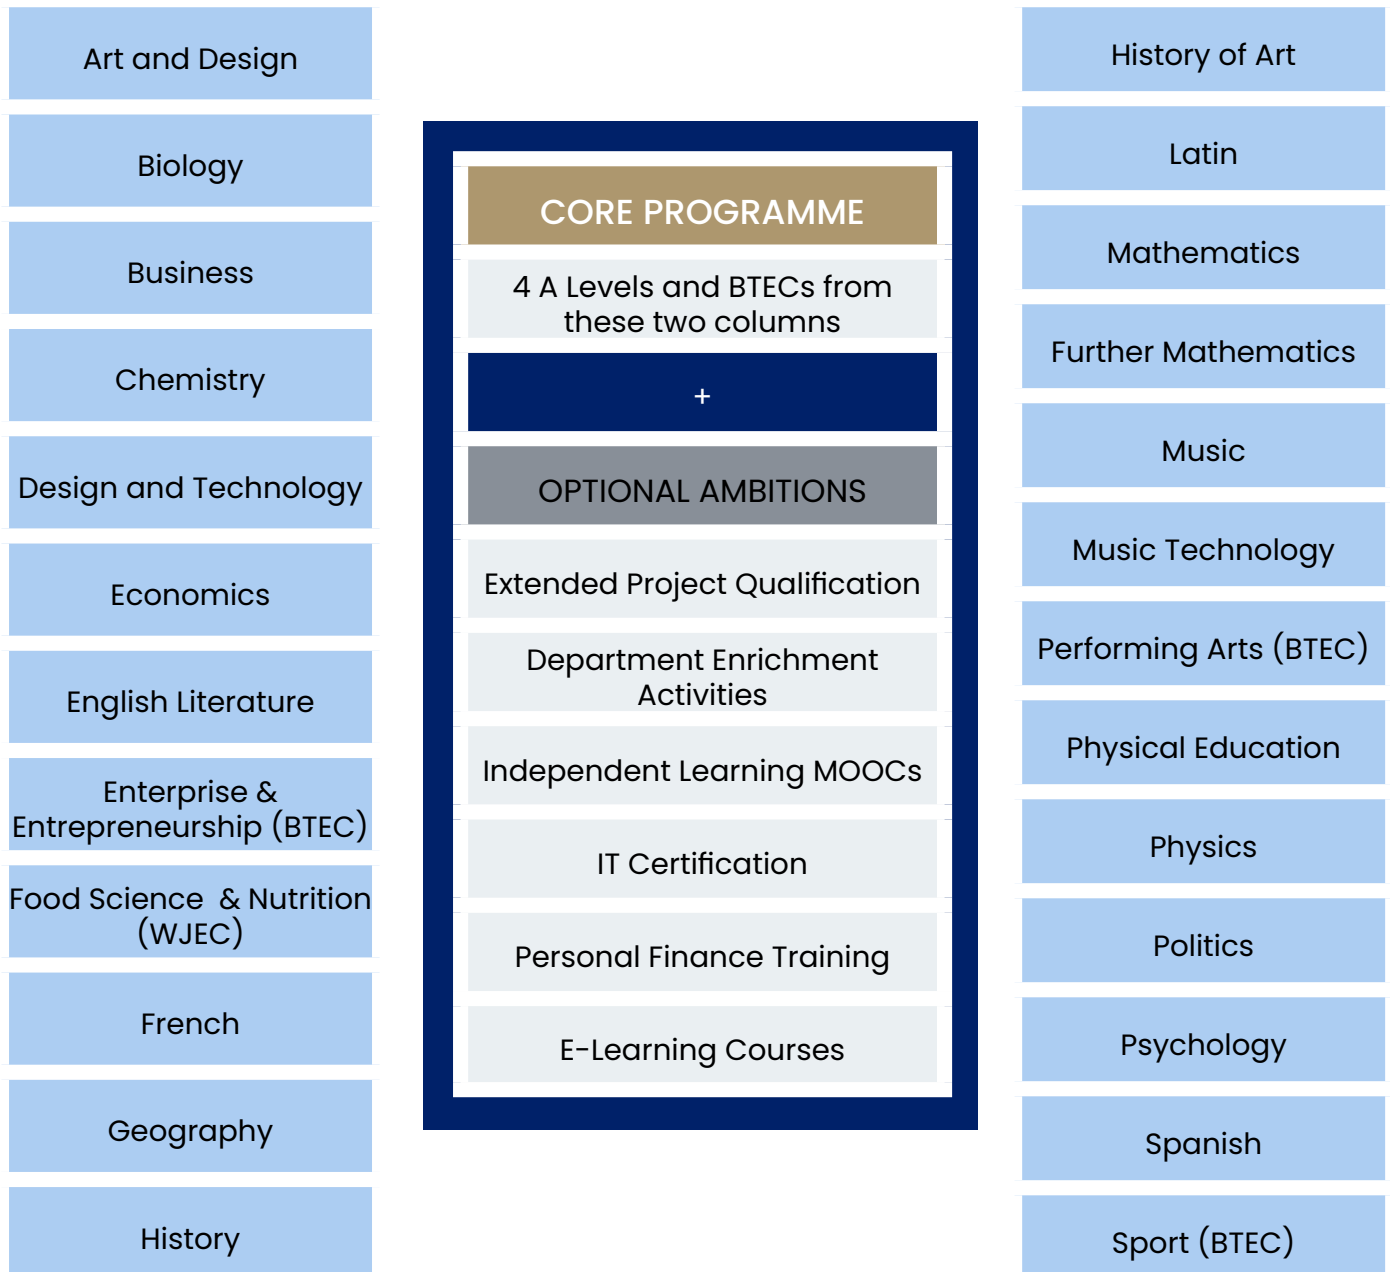 Art and Design
Biology
Business
Chemistry
Design and Technology
Economics
English Literature
Enterprise &
Entrepreneurship (BTEC)
Food Science  & Nutrition
(WJEC)
French
Geography
History
CORE PROGRAMME
4 A Levels and BTECs from
these two columns
+
OPTIONAL AMBITIONS
Extended Project Qualification
Department Enrichment
Activities
Independent Learning MOOCs
IT Certification
Personal Finance Training
E-Learning Courses
History of Art
Latin
Mathematics
Further Mathematics
Music
Music Technology
Performing Arts (BTEC)
Physical Education
Physics
Politics
Psychology
Spanish
Sport (BTEC)